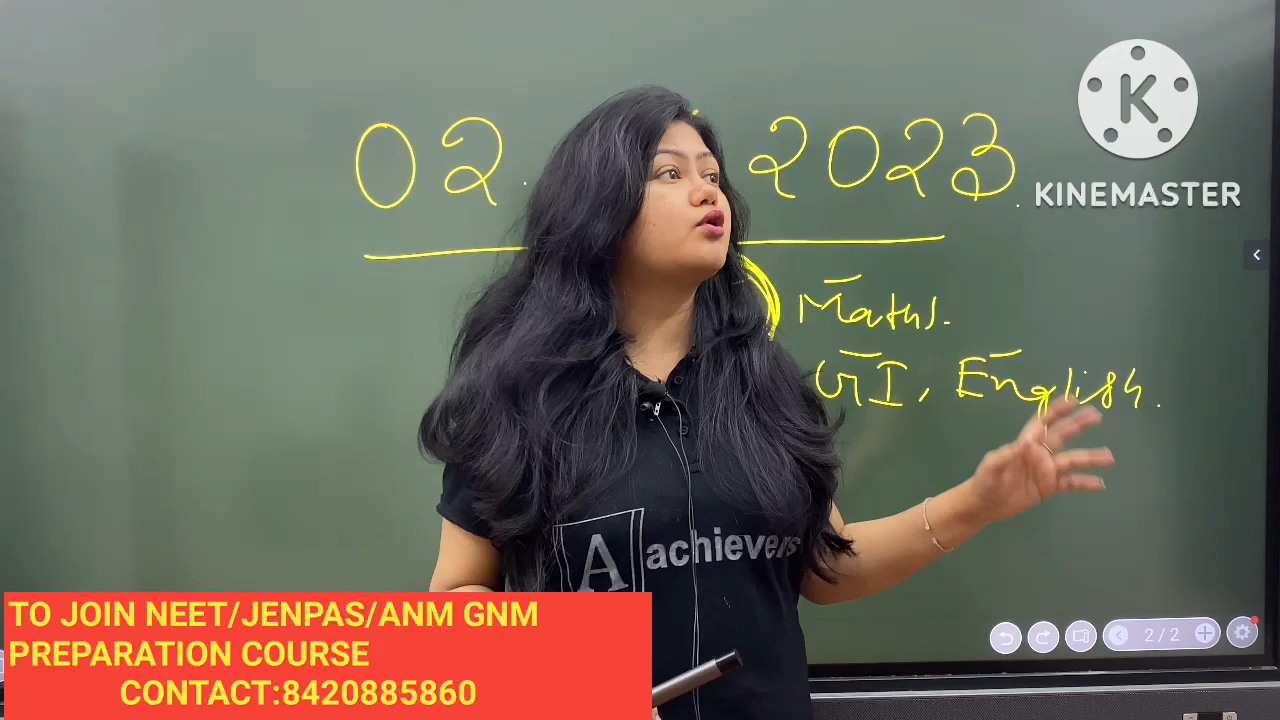 02. 2023.
K
KINEMASTER
Maths.
GI, English.
A achievers
TO JOIN NEET/JENPAS/ANM GNM
PREPARATION COURSE
CONTACT:8420885860
2/2